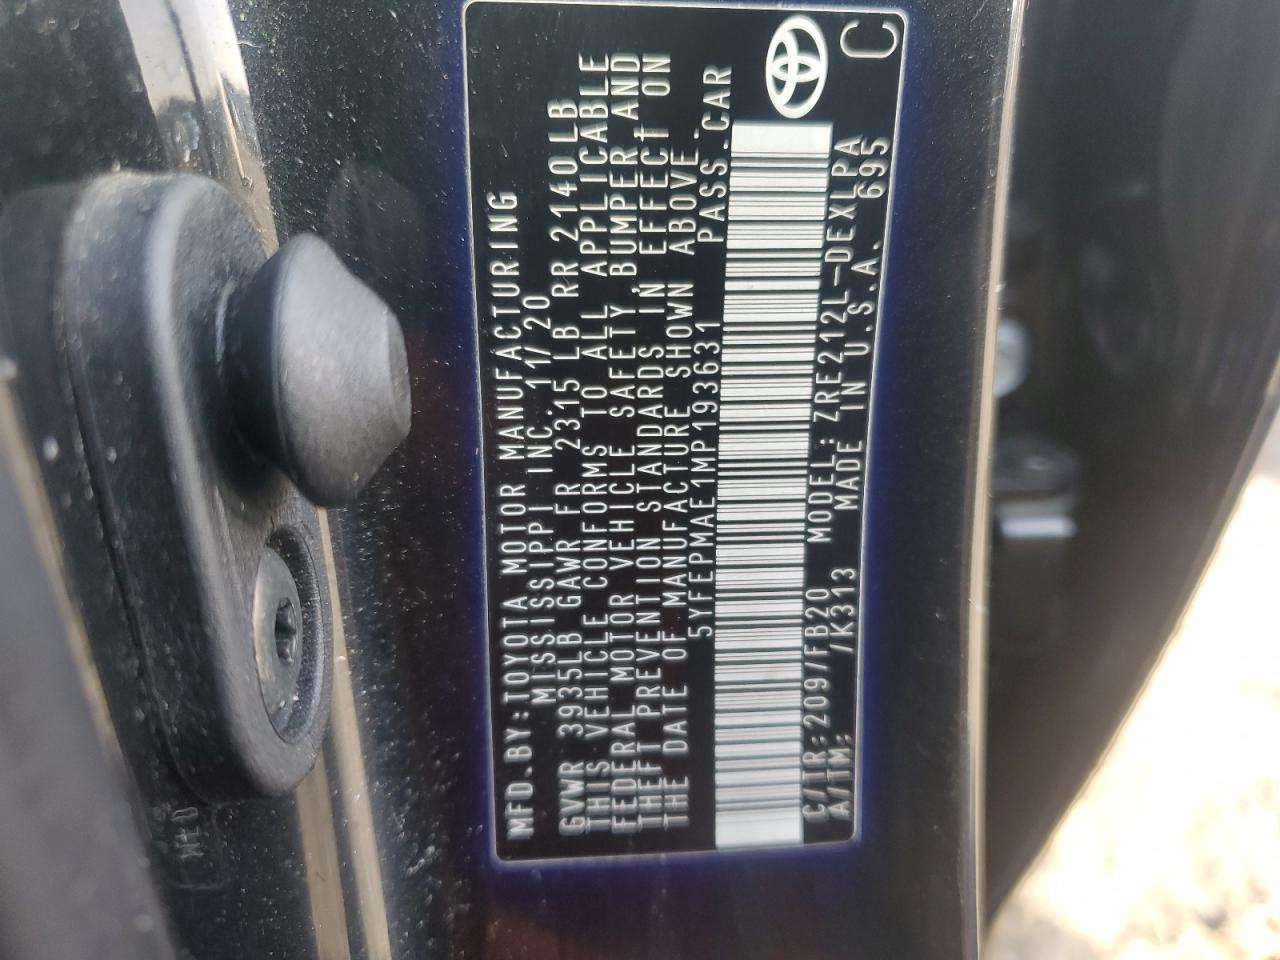 MFD.BY:TOYOTA MOTOR MANUFACTURING
MISSISSIPPI INC. 11/20
GVWR 3935LB GAWR FR 2315 LB RR 2140LB
THIS VEHICLE CONFORMS TO ALL APPLICABLE
FEDERAL MOTOR VEHICLE SAFETY, BUMPER AND
THEFT PREVENTION STANDARDS IN EFFECT ON
THE DATE OF MANUFACTURE SHOWN ABOVE.
5YFEPMAE1MP193631 PASS.CAR
C/TR:209/FB20 MODEL:ZRE212L-DEXLPA
A/TM: /K313 MADE IN U.S.A. 695
C